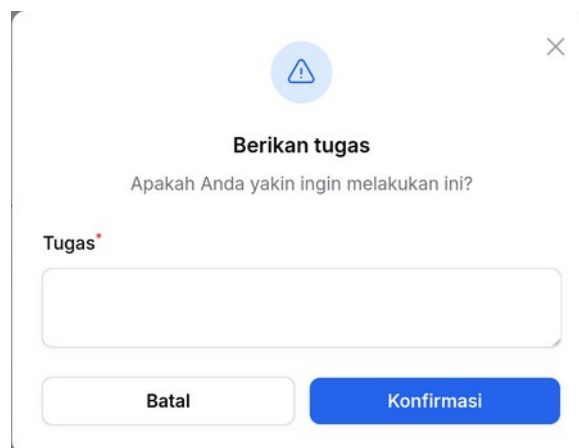 Berikan tugas
Apakah Anda yakin ingin melakukan ini?
Tugas*
Batal
Konfirmasi